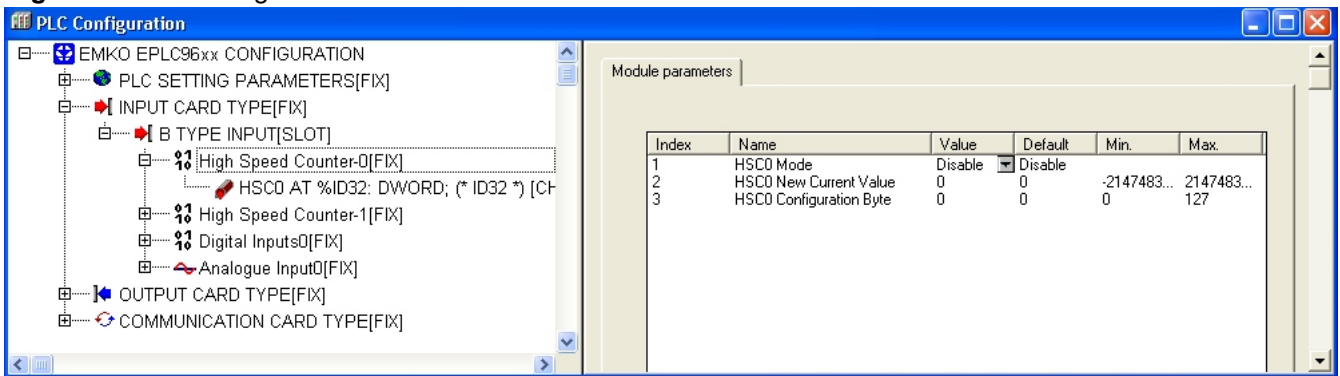 PLC Configuration
EMKO EPLC96xx CONFIGURATION
PLC SETTING PARAMETERS[FIX]
INPUT CARD TYPE[FIX]
B TYPE INPUT[SLOT]
High Speed Counter-0[FIX]
HSC0 AT %ID32: DWORD; (* ID32 *) [CH
High Speed Counter-1[FIX]
Digital Inputs0[FIX]
Analogue Input0[FIX]
OUTPUT CARD TYPE[FIX]
COMMUNICATION CARD TYPE[FIX]
Module parameters
Index Name Value Default Min. Max.
1 HSC0 Mode Disable Disable
2 HSC0 New Current Value 0 0 -2147483... 2147483...
3 HSC0 Configuration Byte 0 0 0 127